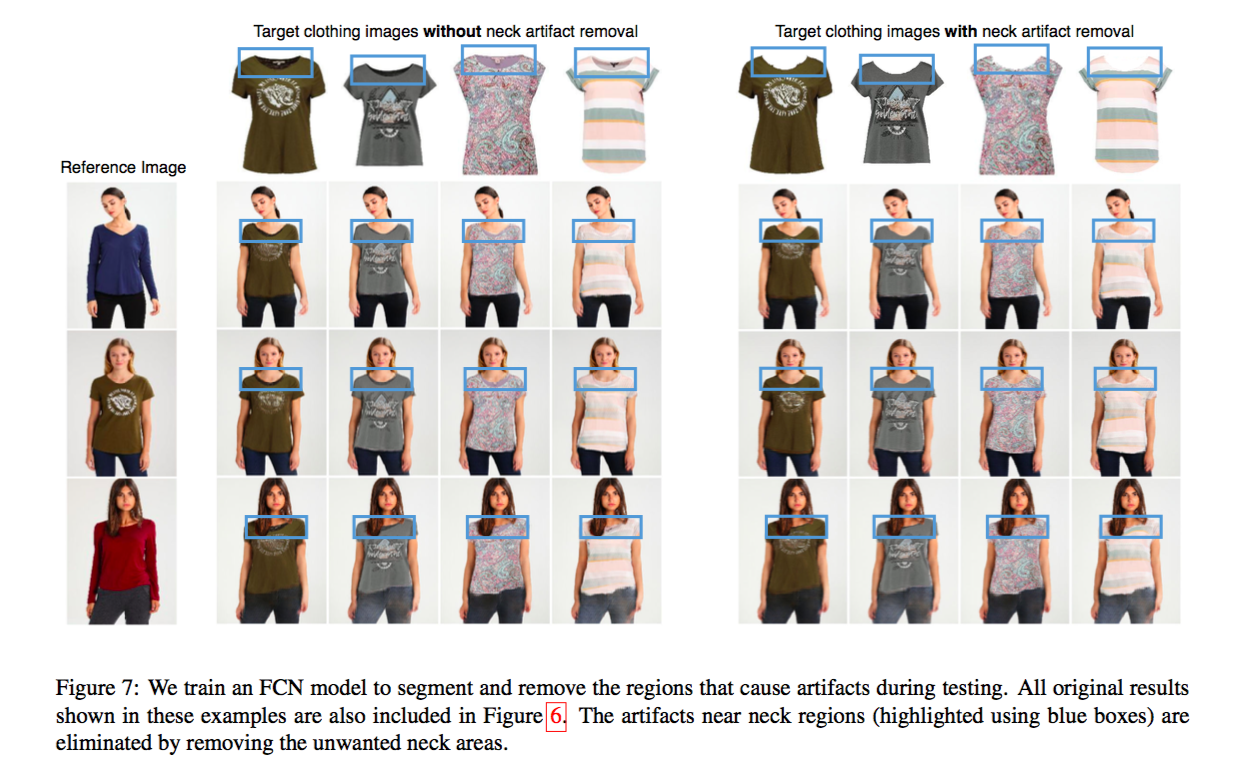 Target clothing images without neck artifact removal
Target clothing images with neck artifact removal
Reference Image
Figure 7: We train an FCN model to segment and remove the regions that cause artifacts during testing. All original results
shown in these examples are also included in Figure 6. The artifacts near neck regions (highlighted using blue boxes) are
eliminated by removing the unwanted neck areas.